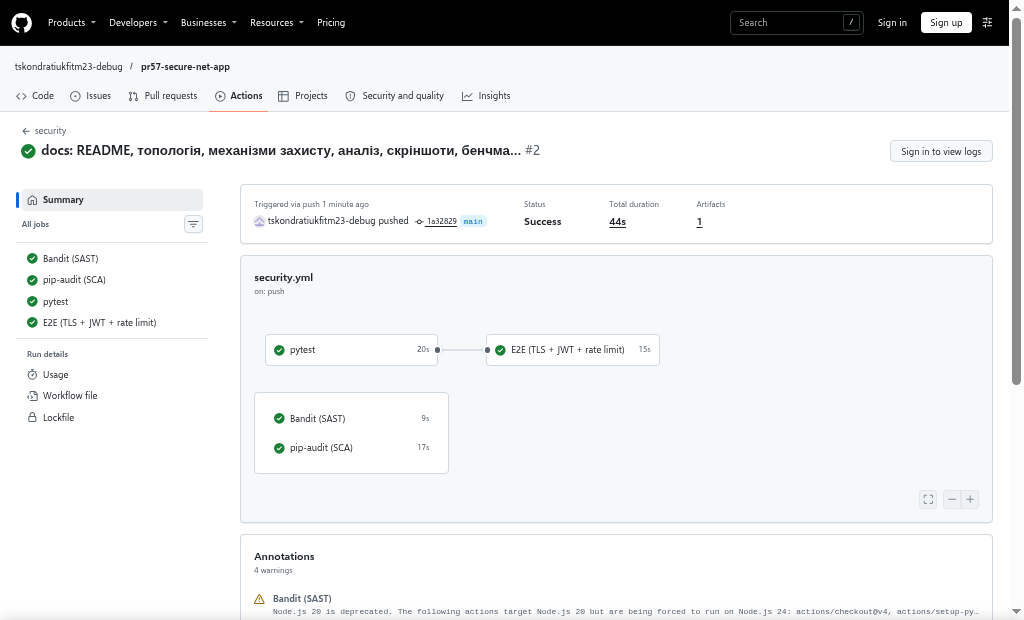 Products Developers Businesses Resources Pricing Search / Sign in Sign up
tskondratiukfitm23-debug / pr57-secure-net-app
Code Issues Pull requests Actions Projects Security and quality Insights
← security
docs: README, топологія, механізми захисту, аналіз, скріншоти, бенчма... #2
Sign in to view logs
Summary
All jobs
Bandit (SAST)
pip-audit (SCA)
pytest
E2E (TLS + JWT + rate limit)
Run details
Usage
Workflow file
Lockfile
Triggered via push 1 minute ago
tskondratiukfitm23-debug pushed 1a32829 main
Status
Success
Total duration
44s
Artifacts
1
security.yml
on: push
pytest 20s
E2E (TLS + JWT + rate limit) 15s
Bandit (SAST) 9s
pip-audit (SCA) 17s
Annotations
4 warnings
Bandit (SAST)
Node.js 20 is deprecated. The following actions target Node.js 20 but are being forced to run on Node.js 24: actions/checkout@v4, actions/setup-py…